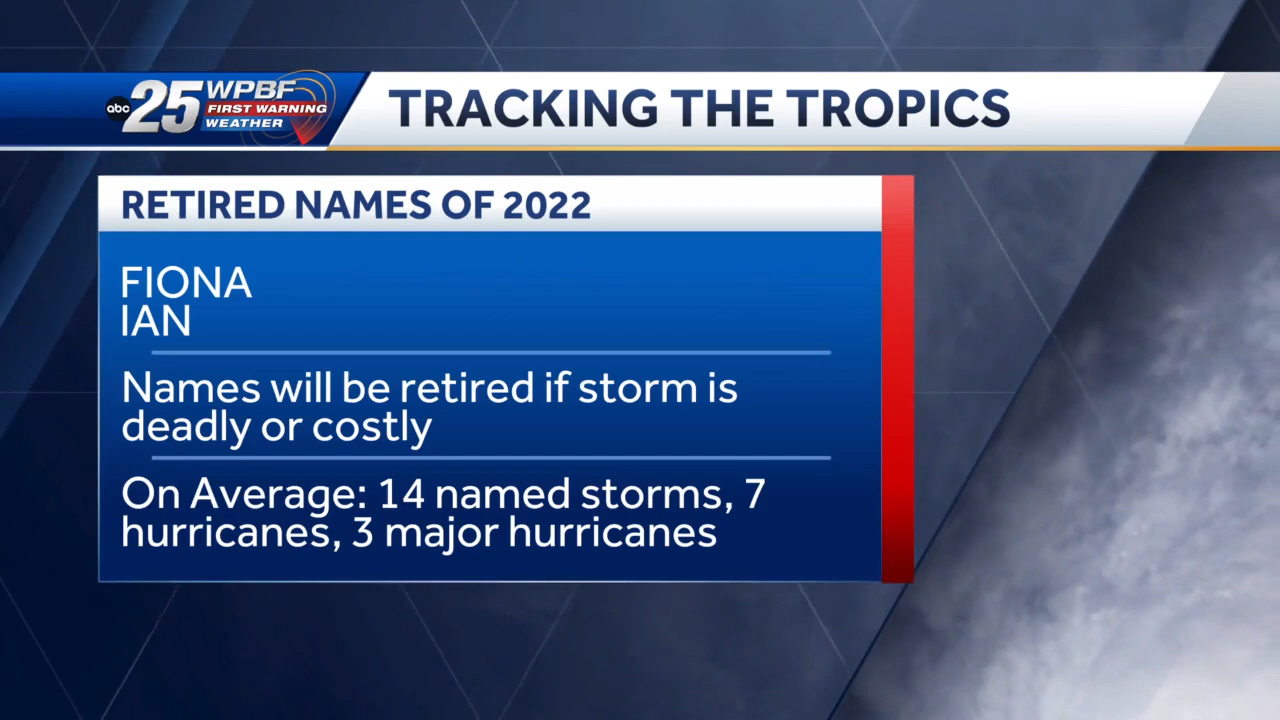 abc 25 WPBF
FIRST WARNING
WEATHER
TRACKING THE TROPICS
RETIRED NAMES OF 2022
FIONA
IAN
Names will be retired if storm is
deadly or costly
On Average: 14 named storms, 7
hurricanes, 3 major hurricanes